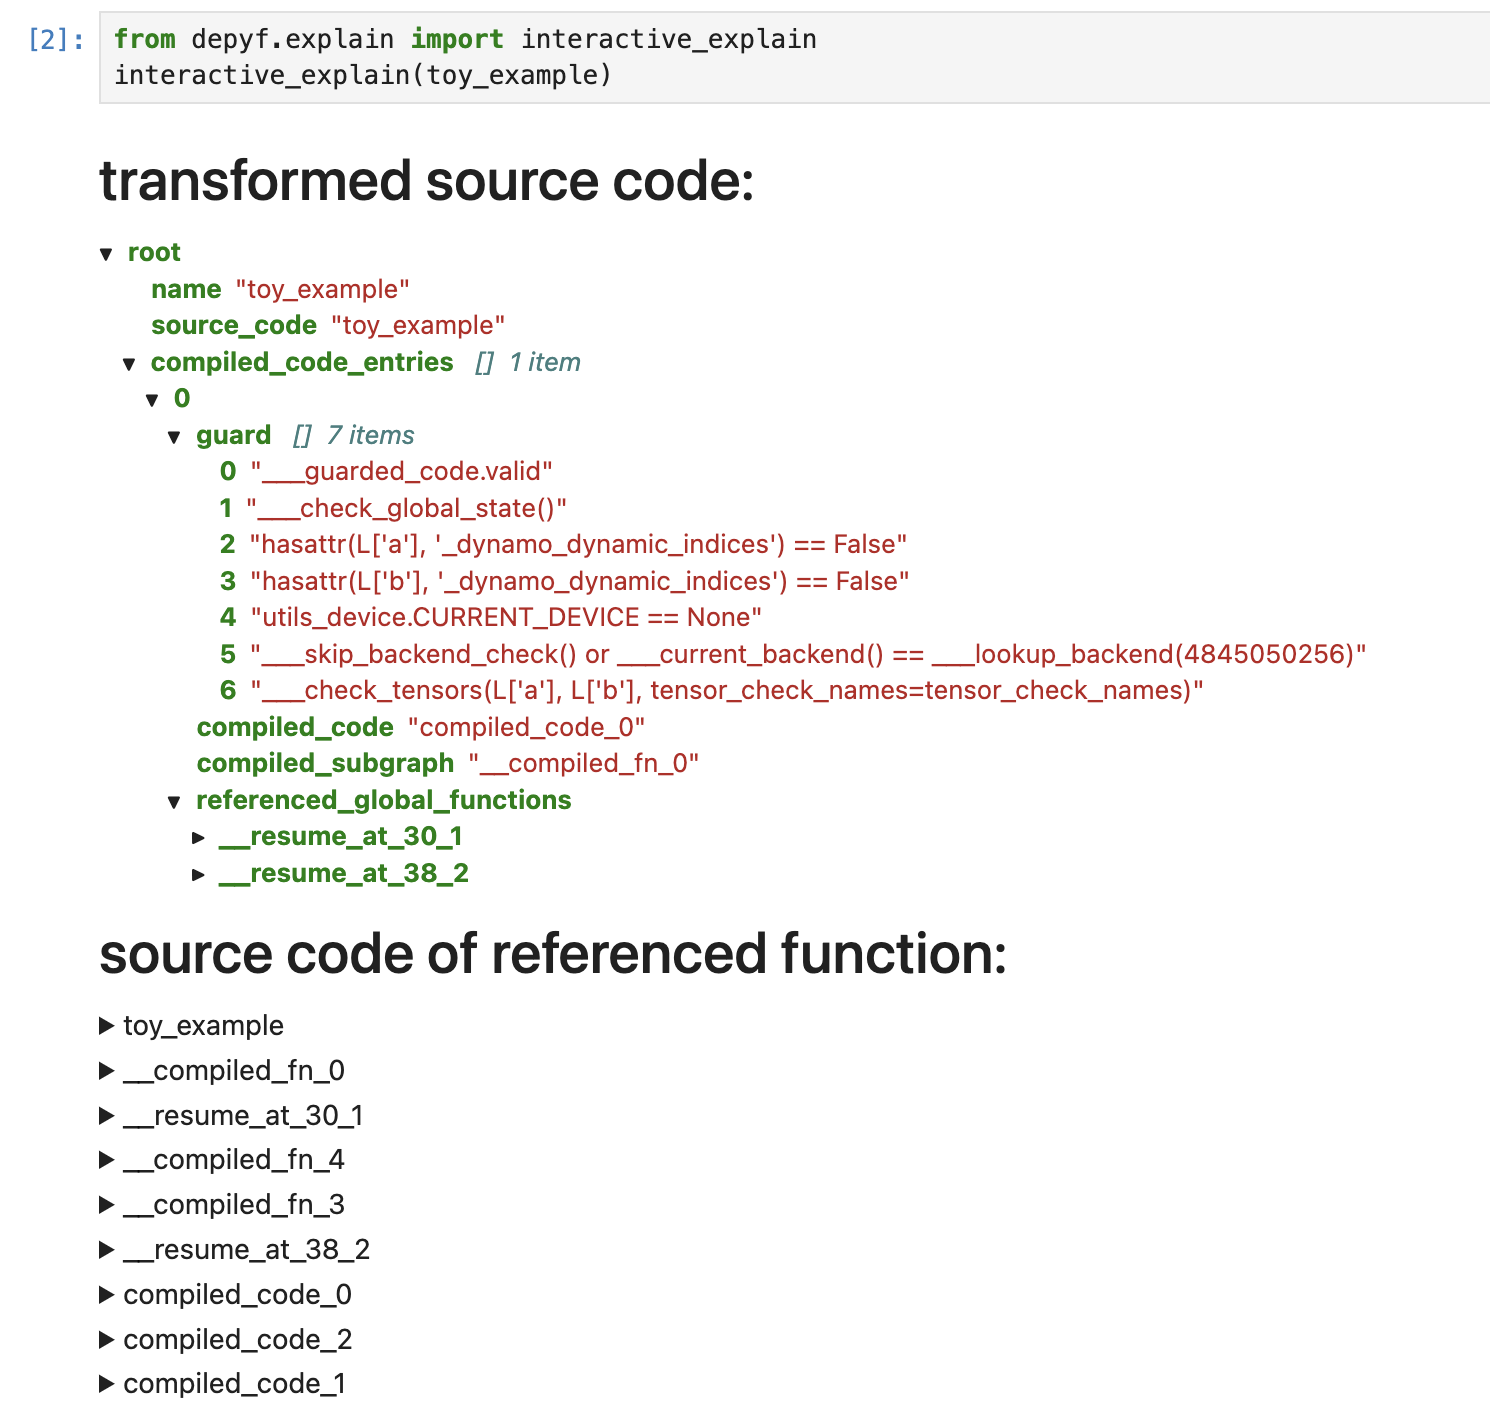 [2]: from depyf.explain import interactive_explain
interactive_explain(toy_example)
transformed source code:
▼ root
name "toy_example"
source_code "toy_example"
▼ compiled_code_entries [] 1 item
▼ 0
▼ guard [] 7 items
0 "___guarded_code.valid"
1 "___check_global_state()"
2 "hasattr(L['a'], '_dynamo_dynamic_indices') == False"
3 "hasattr(L['b'], '_dynamo_dynamic_indices') == False"
4 "utils_device.CURRENT_DEVICE == None"
5 "___skip_backend_check() or ___current_backend() == ___lookup_backend(4845050256)"
6 "___check_tensors(L['a'], L['b'], tensor_check_names=tensor_check_names)"
compiled_code "compiled_code_0"
compiled_subgraph "__compiled_fn_0"
▼ referenced_global_functions
► __resume_at_30_1
► __resume_at_38_2
source code of referenced function:
► toy_example
► __compiled_fn_0
► __resume_at_30_1
► __compiled_fn_4
► __compiled_fn_3
► __resume_at_38_2
► compiled_code_0
► compiled_code_2
► compiled_code_1